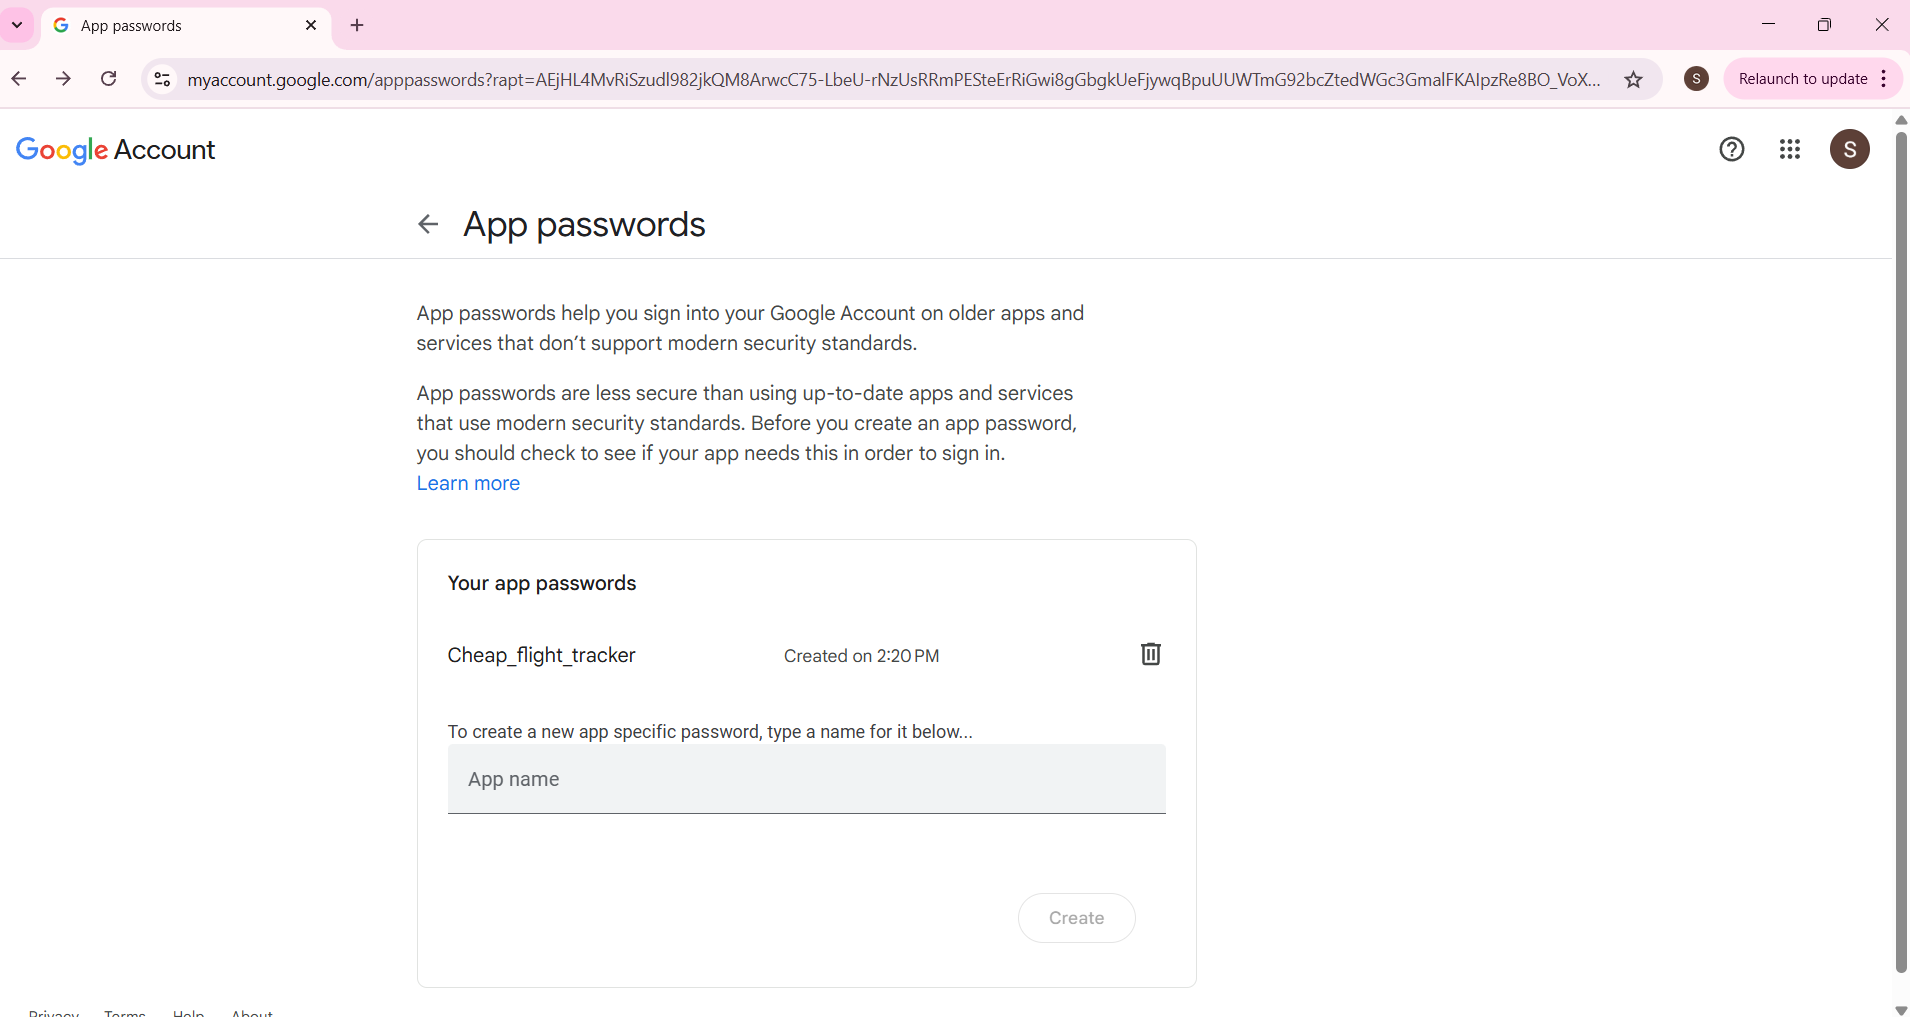 App passwords
myaccount.google.com/apppasswords?rapt=AEjHL4MvRiSzudl982jkQM8ArwcC75-LbeU-rNzUsRRmPESteErRiGwi8gGbgkUeFjywqBpuUUWTmG92bcZtedWGc3GmalFKAIpzRe8BO_VoX...
S
Relaunch to update
Google Account
S
App passwords
App passwords help you sign into your Google Account on older apps and
services that don’t support modern security standards.
App passwords are less secure than using up-to-date apps and services
that use modern security standards. Before you create an app password,
you should check to see if your app needs this in order to sign in.
Learn more
Your app passwords
Cheap_flight_tracker Created on 2:20 PM
To create a new app specific password, type a name for it below...
App name
Create
Privacy Terms Help About